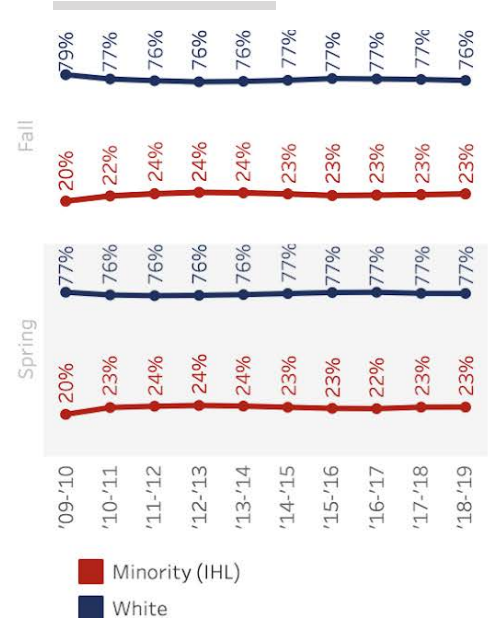 79% 77% 76% 76% 76% 77% 77% 77% 77% 76%
Fall
20% 22% 24% 24% 24% 23% 23% 23% 23% 23%
77% 76% 76% 76% 76% 77% 77% 77% 77% 77%
Spring
20% 23% 24% 24% 24% 23% 23% 22% 23% 23%
'09-'10 '10-'11 '11-'12 '12-'13 '13-'14 '14-'15 '15-'16 '16-'17 '17-'18 '18-'19
Minority (IHL)
White